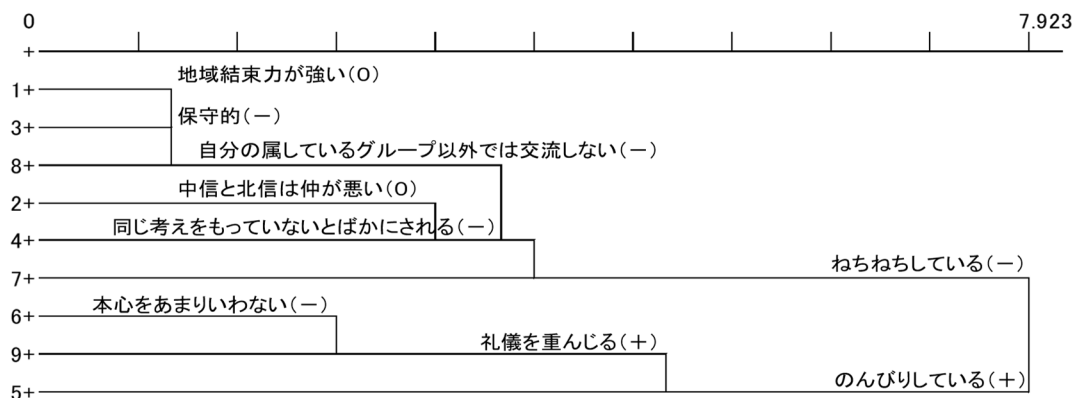 0 7.923
+
地域結束力が強い(0)
1+
保守的(－)
3+
自分の属しているグループ以外では交流しない(－)
8+
中信と北信は仲が悪い(0)
2+
同じ考えをもっていないとばかにされる(－)
4+
ねちねちしている(－)
7+
本心をあまりいわない(－)
6+
礼儀を重んじる(＋)
9+
のんびりしている(＋)
5+